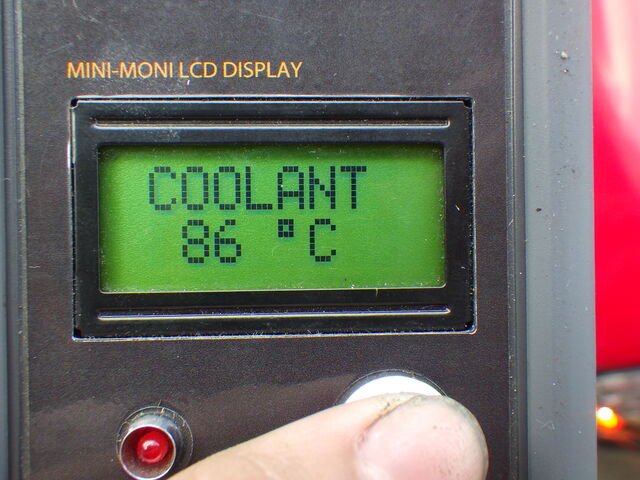 MINI-MONI LCD DISPLAY
COOLANT
86 °C